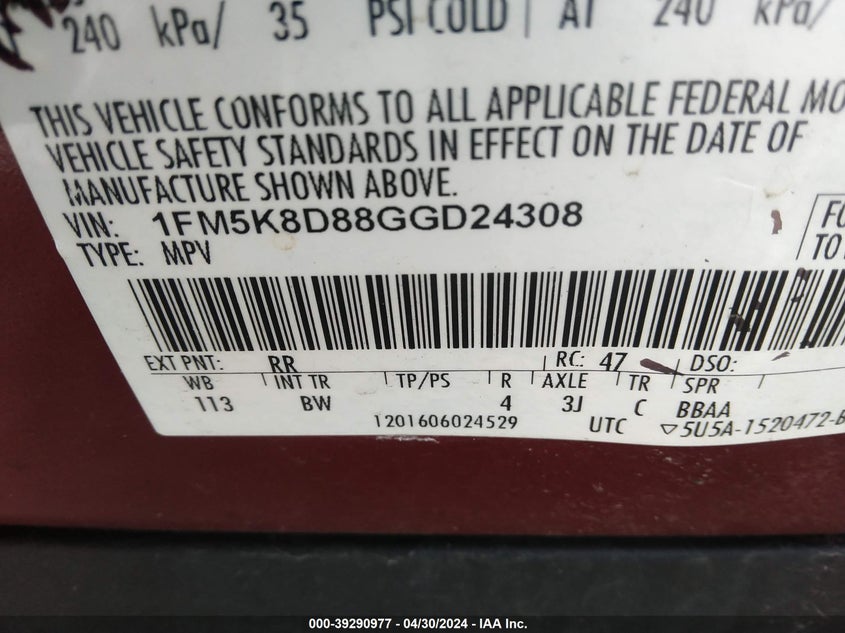 240 kPa/ 35 PSI COLD | AT 240 kPa/
THIS VEHICLE CONFORMS TO ALL APPLICABLE FEDERAL MO
VEHICLE SAFETY STANDARDS IN EFFECT ON THE DATE OF
MANUFACTURE SHOWN ABOVE.
VIN: 1FM5K8D88GGD24308
TYPE: MPV
FO
TO
EXT PNT: RR RC: 47 DSO:
WB INT TR TP/PS R AXLE TR SPR
113 BW 4 3J C BBAA
1201606024529 UTC ▽5U5A-1520472-B
000-39290977 - 04/30/2024 - IAA Inc.